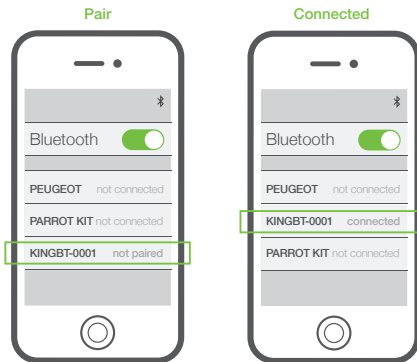 Pair
Bluetooth
PEUGEOT not connected
PARROT KIT not connected
KINGBT-0001 not paired
Connected
Bluetooth
PEUGEOT not connected
KINGBT-0001 connected
PARROT KIT not connected